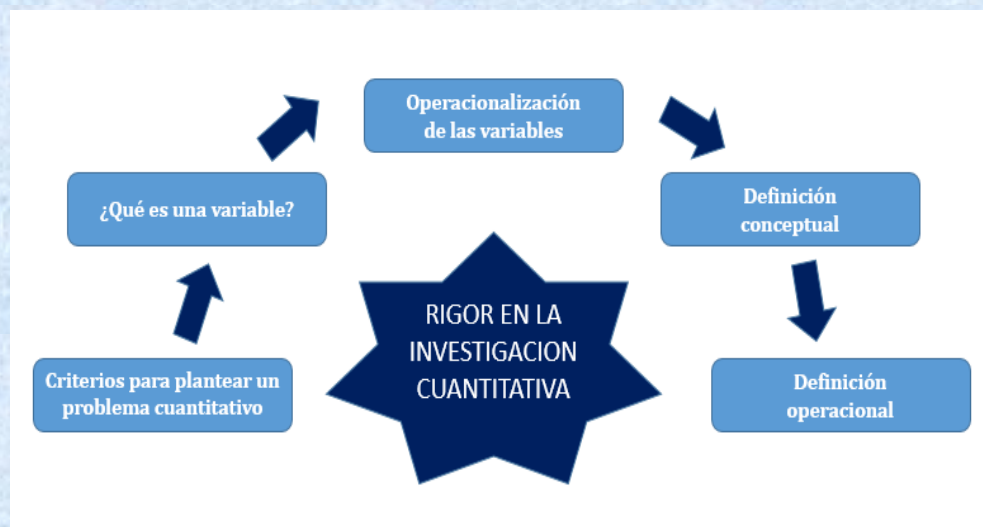 Operacionalización
de las variables
¿Qué es una variable?
Definición
conceptual
RIGOR EN LA
INVESTIGACION
CUANTITATIVA
Criterios para plantear un
problema cuantitativo
Definición
operacional